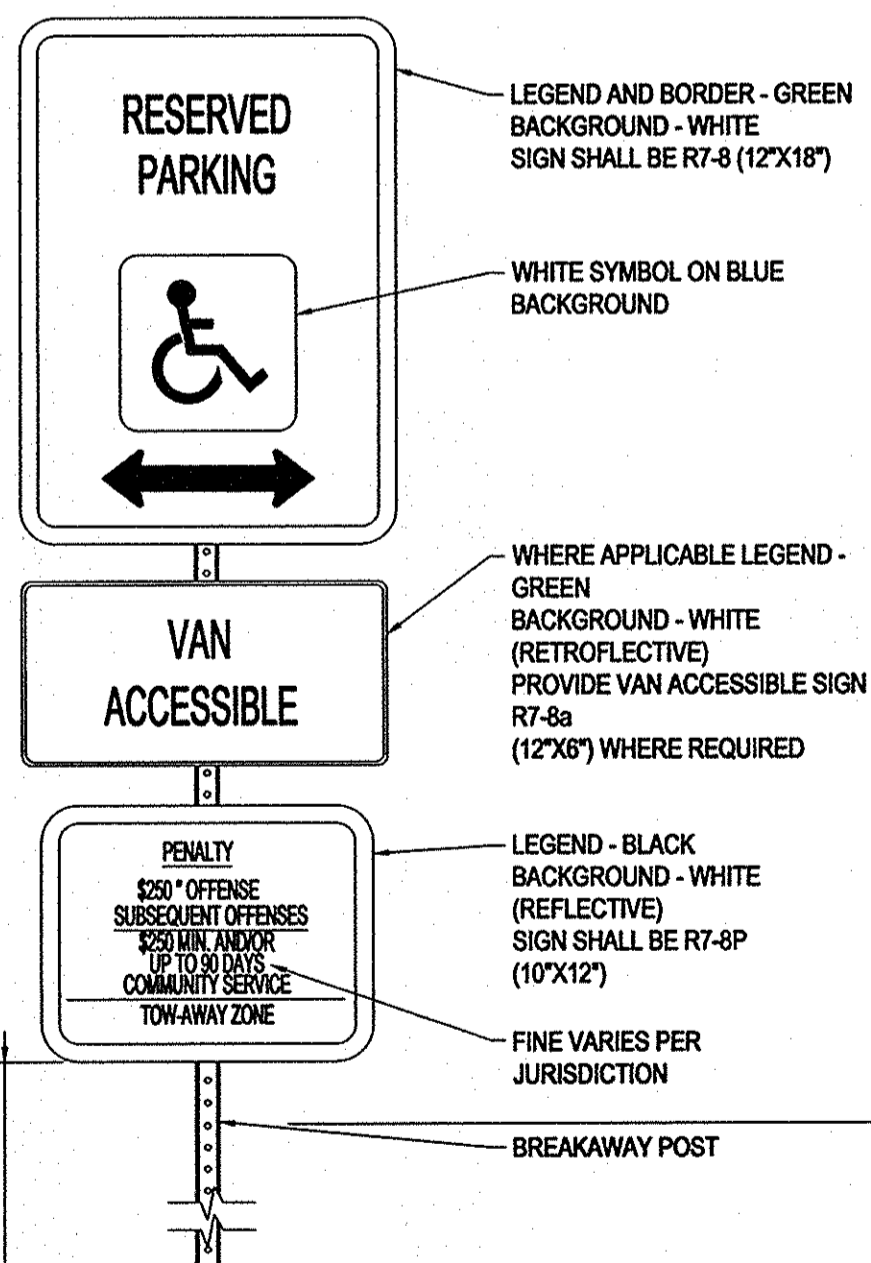 RESERVED
PARKING
LEGEND AND BORDER - GREEN
BACKGROUND - WHITE
SIGN SHALL BE R7-8 (12"X18")
WHITE SYMBOL ON BLUE
BACKGROUND
VAN
ACCESSIBLE
WHERE APPLICABLE LEGEND -
GREEN
BACKGROUND - WHITE
(RETROFLECTIVE)
PROVIDE VAN ACCESSIBLE SIGN
R7-8a
(12"X6") WHERE REQUIRED
PENALTY
$250 " OFFENSE
SUBSEQUENT OFFENSES
$250 MIN. AND/OR
UP TO 90 DAYS
COMMUNITY SERVICE
TOW-AWAY ZONE
LEGEND - BLACK
BACKGROUND - WHITE
(REFLECTIVE)
SIGN SHALL BE R7-8P
(10"X12")
FINE VARIES PER
JURISDICTION
BREAKAWAY POST